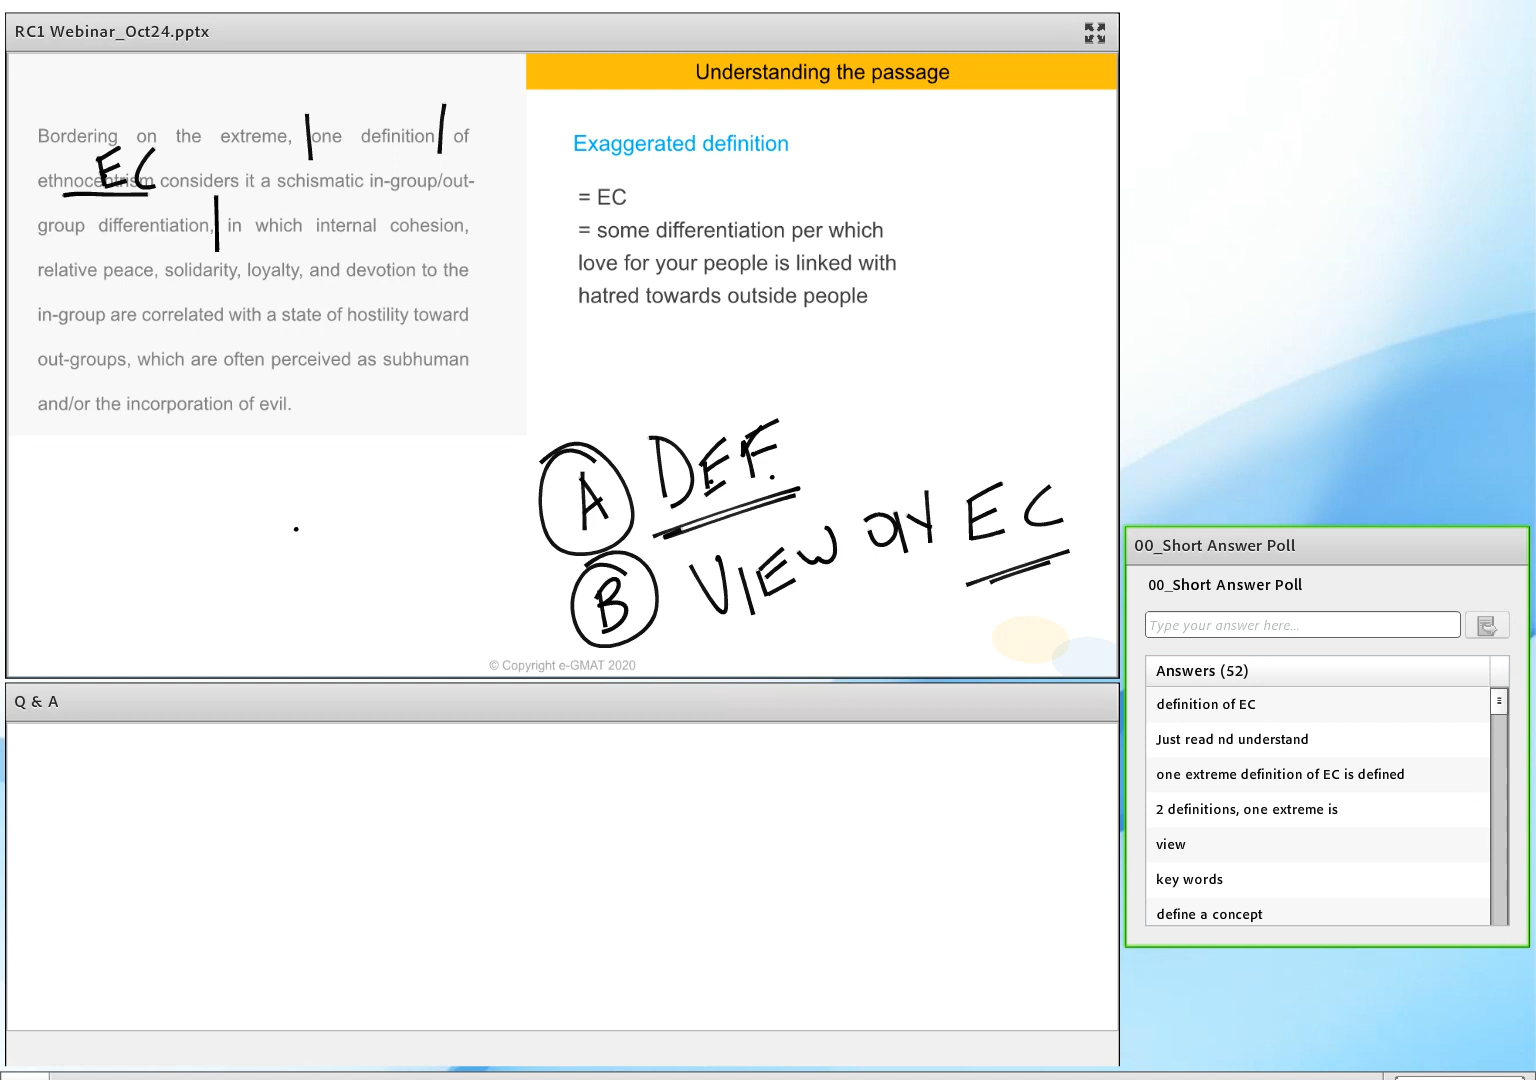 RC1 Webinar_Oct24.pptx
Understanding the passage
Bordering on the extreme, one definition of
EC
ethnocentrism considers it a schismatic in-group/out-
group differentiation, in which internal cohesion,
relative peace, solidarity, loyalty, and devotion to the
in-group are correlated with a state of hostility toward
out-groups, which are often perceived as subhuman
and/or the incorporation of evil.
Exaggerated definition
= EC
= some differentiation per which
love for your people is linked with
hatred towards outside people
A DEF.
B VIEW ON EC
© Copyright e-GMAT 2020
Q & A
00_Short Answer Poll
00_Short Answer Poll
Type your answer here...
Answers (52)
definition of EC
Just read nd understand
one extreme definition of EC is defined
2 definitions, one extreme is
view
key words
define a concept